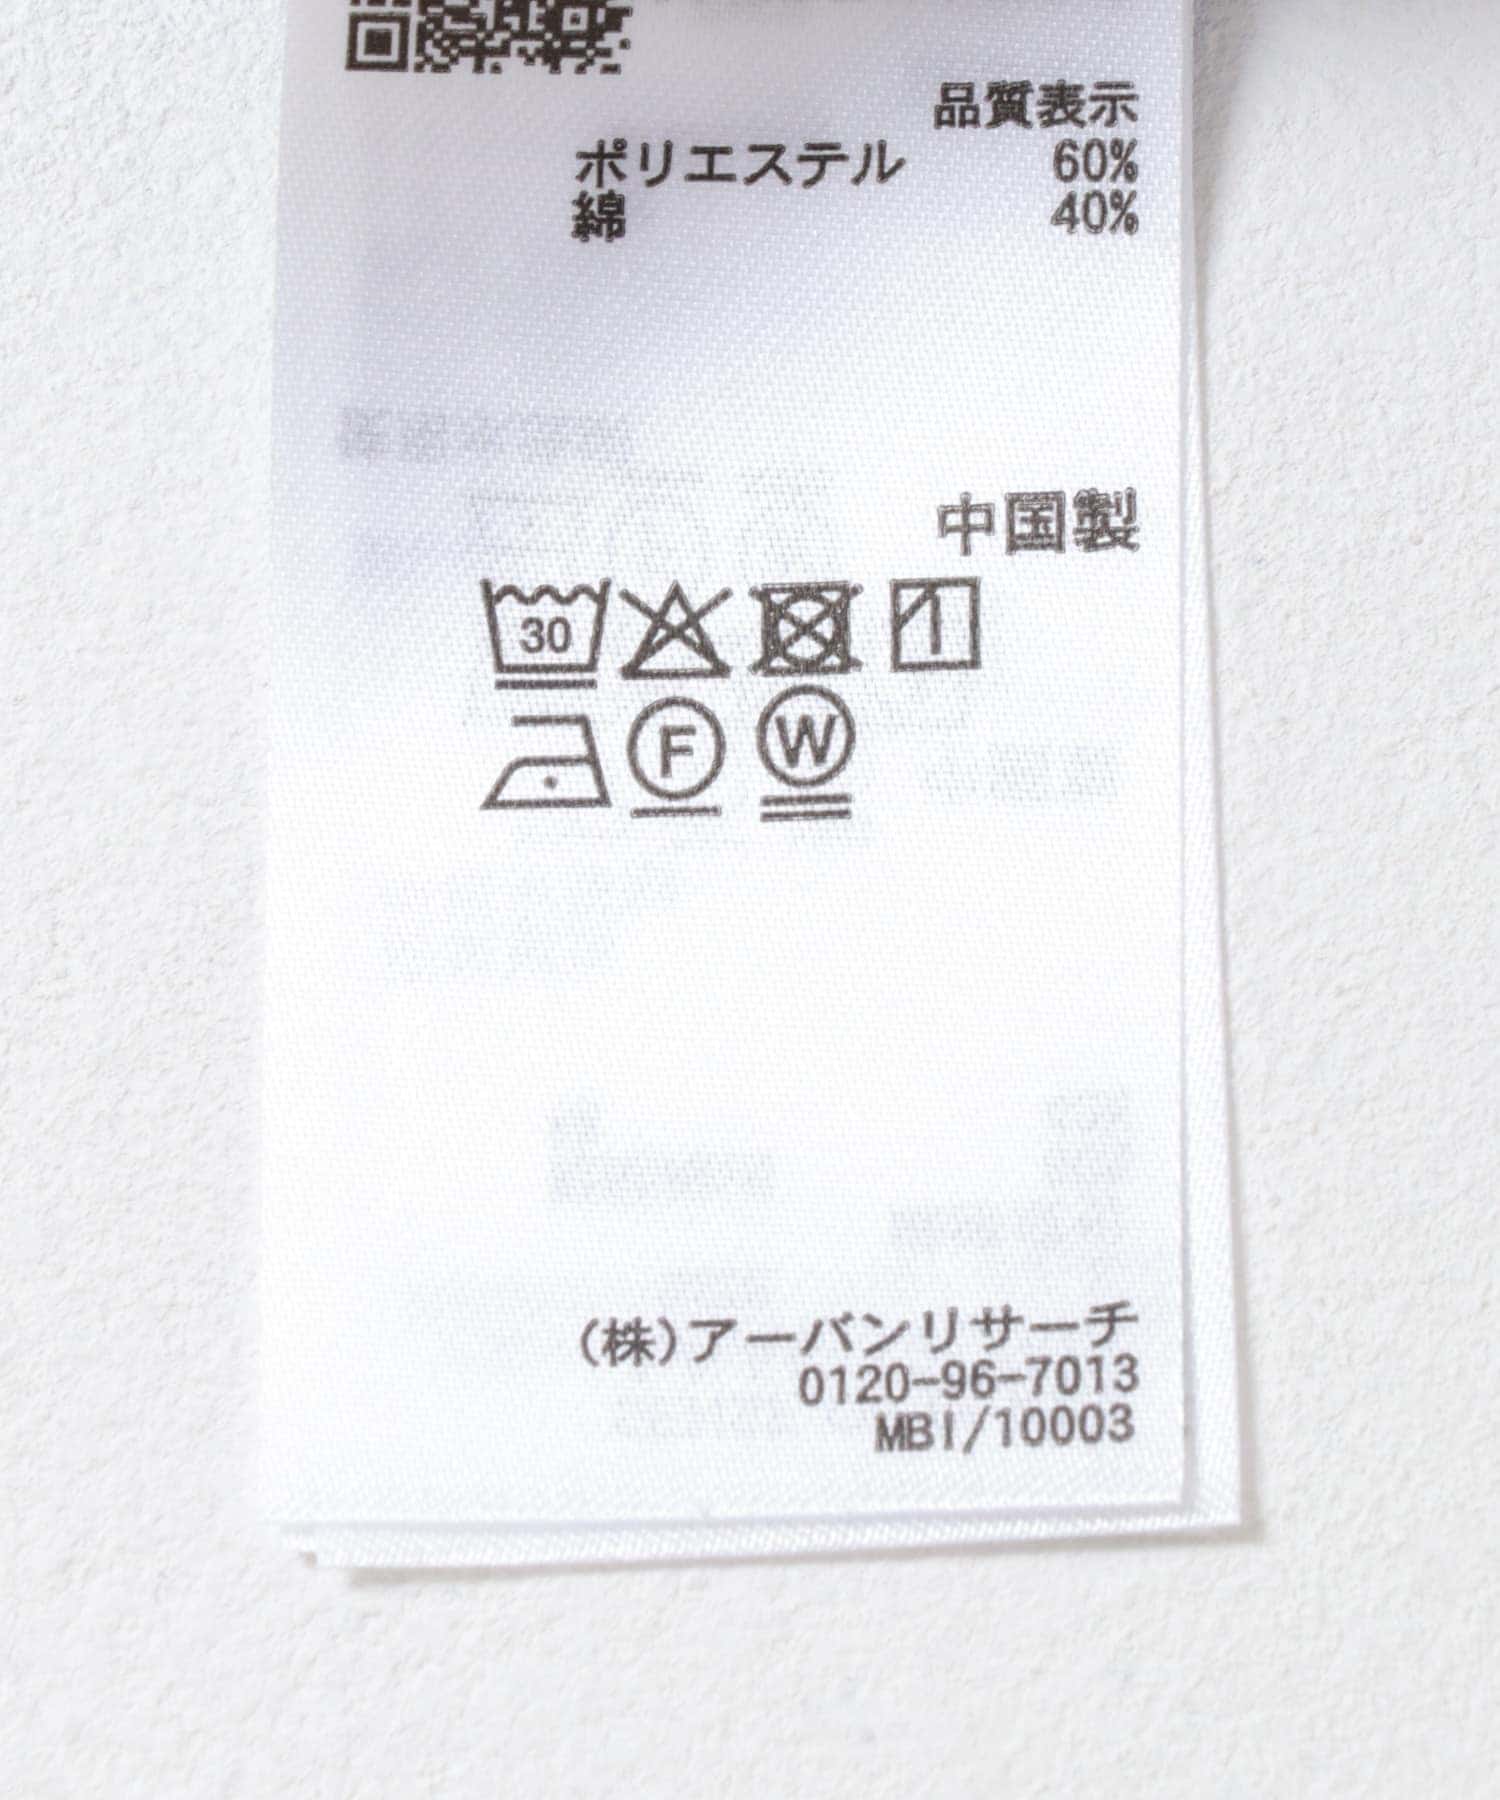 品質表示
ポリエステル 60%
綿 40%
中国製
30
F W
(株)アーバンリサーチ
0120-96-7013
MBI/10003